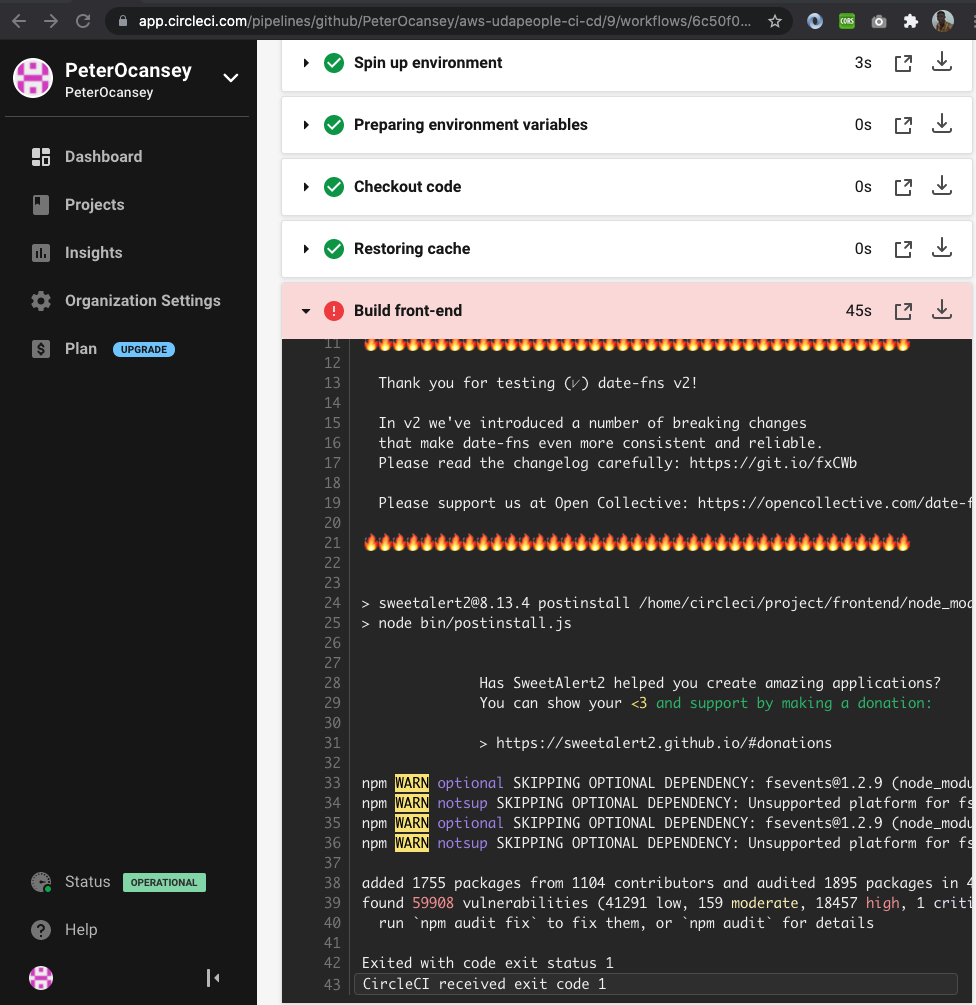 app.circleci.com/pipelines/github/PeterOcansey/aws-udapeople-ci-cd/9/workflows/6c50f0...
CORS
PeterOcansey
PeterOcansey
Dashboard
Projects
Insights
Organization Settings
Plan UPGRADE
Status OPERATIONAL
Help
Spin up environment 3s
Preparing environment variables 0s
Checkout code 0s
Restoring cache 0s
Build front-end 45s
11 🔥🔥🔥🔥🔥🔥🔥🔥🔥🔥🔥🔥🔥🔥🔥🔥🔥🔥🔥🔥🔥🔥🔥🔥🔥🔥🔥🔥🔥🔥🔥🔥🔥🔥🔥🔥🔥🔥🔥
12
13 Thank you for testing (✓) date-fns v2!
14
15 In v2 we've introduced a number of breaking changes
16 that make date-fns even more consistent and reliable.
17 Please read the changelog carefully: https://git.io/fxCWb
18
19 Please support us at Open Collective: https://opencollective.com/date-f
20
21 🔥🔥🔥🔥🔥🔥🔥🔥🔥🔥🔥🔥🔥🔥🔥🔥🔥🔥🔥🔥🔥🔥🔥🔥🔥🔥🔥🔥🔥🔥🔥🔥🔥🔥🔥🔥🔥🔥🔥
22
23
24 > sweetalert2@8.13.4 postinstall /home/circleci/project/frontend/node_mod
25 > node bin/postinstall.js
26
27
28 Has SweetAlert2 helped you create amazing applications?
29 You can show your <3 and support by making a donation:
30
31 > https://sweetalert2.github.io/#donations
32
33 npm WARN optional SKIPPING OPTIONAL DEPENDENCY: fsevents@1.2.9 (node_modu
34 npm WARN notsup SKIPPING OPTIONAL DEPENDENCY: Unsupported platform for fs
35 npm WARN optional SKIPPING OPTIONAL DEPENDENCY: fsevents@1.2.9 (node_modu
36 npm WARN notsup SKIPPING OPTIONAL DEPENDENCY: Unsupported platform for fs
37
38 added 1755 packages from 1104 contributors and audited 1895 packages in 4
39 found 59908 vulnerabilities (41291 low, 159 moderate, 18457 high, 1 criti
40 run `npm audit fix` to fix them, or `npm audit` for details
41
42 Exited with code exit status 1
43 CircleCI received exit code 1